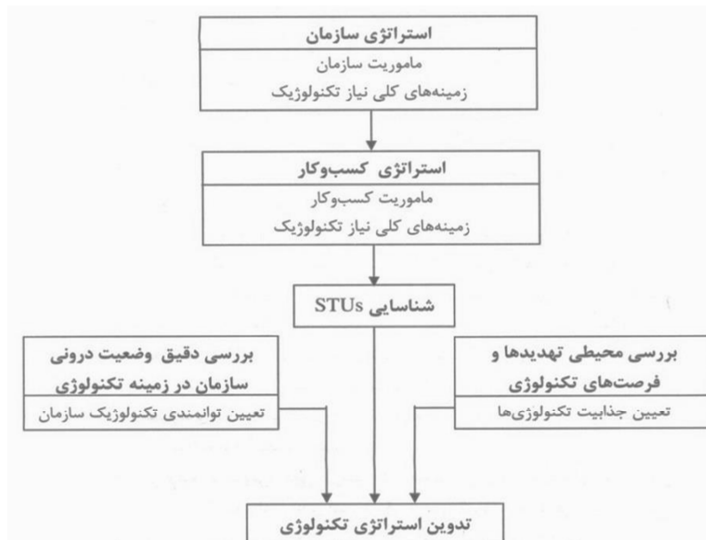 استراتژی سازمان
ماموریت سازمان
زمینه‌های کلی نیاز تکنولوژیک
استراتژی کسب‌وکار
ماموریت کسب‌وکار
زمینه‌های کلی نیاز تکنولوژیک
شناسایی STUs
بررسی محیطی تهدیدها و
فرصت‌های تکنولوژی
تعیین جذابیت تکنولوژی‌ها
بررسی دقیق وضعیت درونی
سازمان در زمینه تکنولوژی
تعیین توانمندی تکنولوژیک سازمان
تدوین استراتژی تکنولوژی